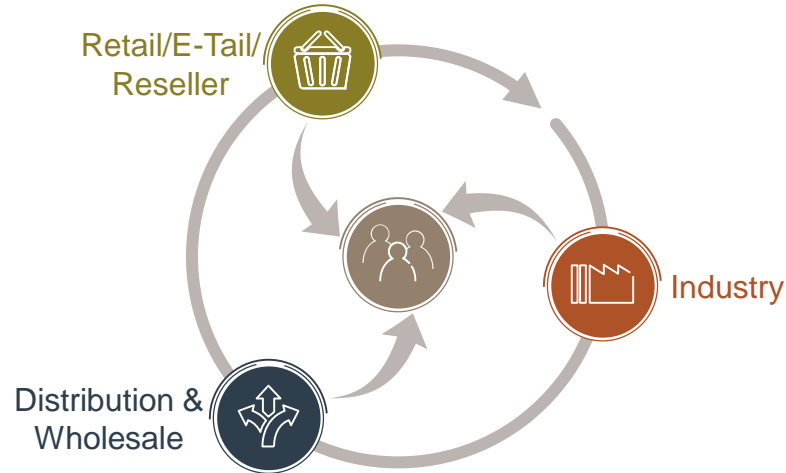 Retail/E-Tail/
Reseller
Industry
Distribution &
Wholesale